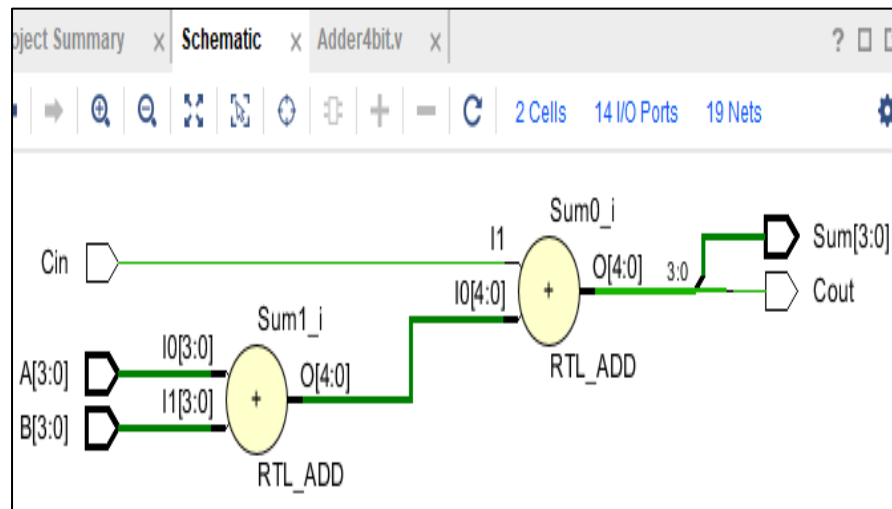 oject Summary × Schematic × Adder4bit.v × ?
2 Cells 14 I/O Ports 19 Nets
Sum0_i
Cin
I1
+
O[4:0]
3:0
Sum[3:0]
Cout
I0[4:0]
RTL_ADD
Sum1_i
A[3:0]
I0[3:0]
B[3:0]
I1[3:0]
+
O[4:0]
RTL_ADD